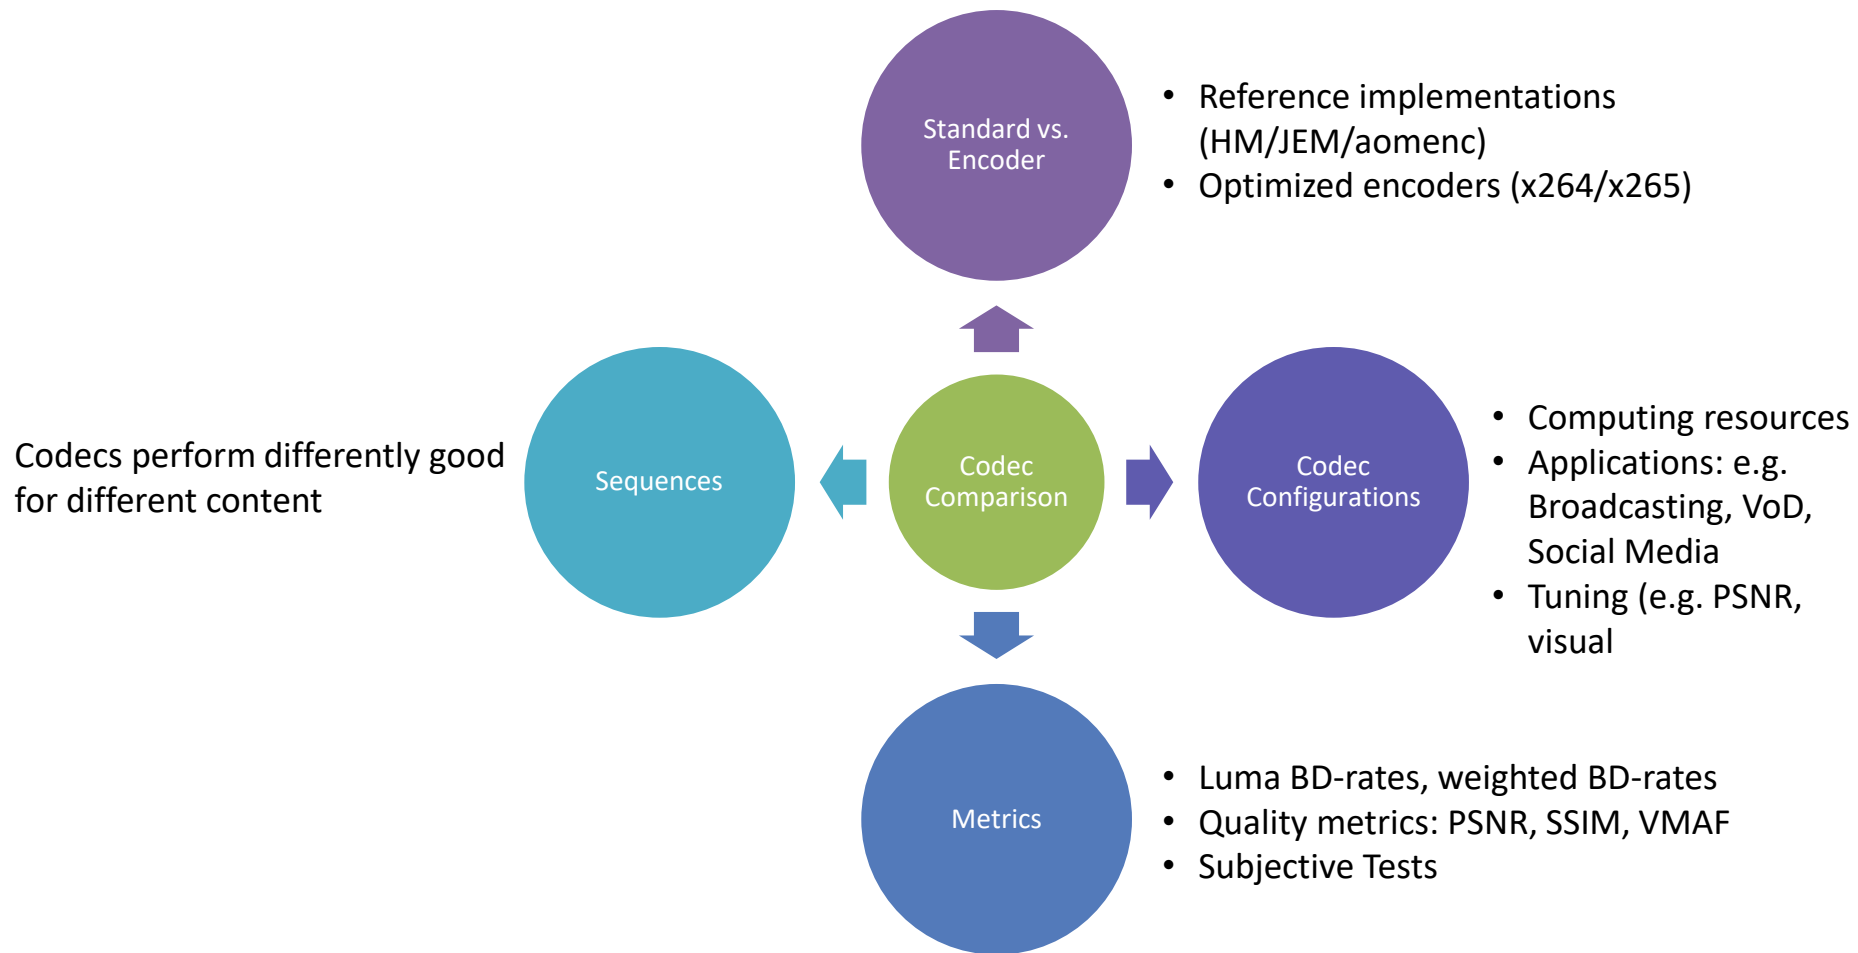 Standard vs.
Encoder
• Reference implementations
(HM/JEM/aomenc)
• Optimized encoders (x264/x265)
Codecs perform differently good
for different content
Sequences
Codec
Comparison
Codec
Configurations
• Computing resources
• Applications: e.g.
Broadcasting, VoD,
Social Media
• Tuning (e.g. PSNR,
visual
Metrics
• Luma BD-rates, weighted BD-rates
• Quality metrics: PSNR, SSIM, VMAF
• Subjective Tests